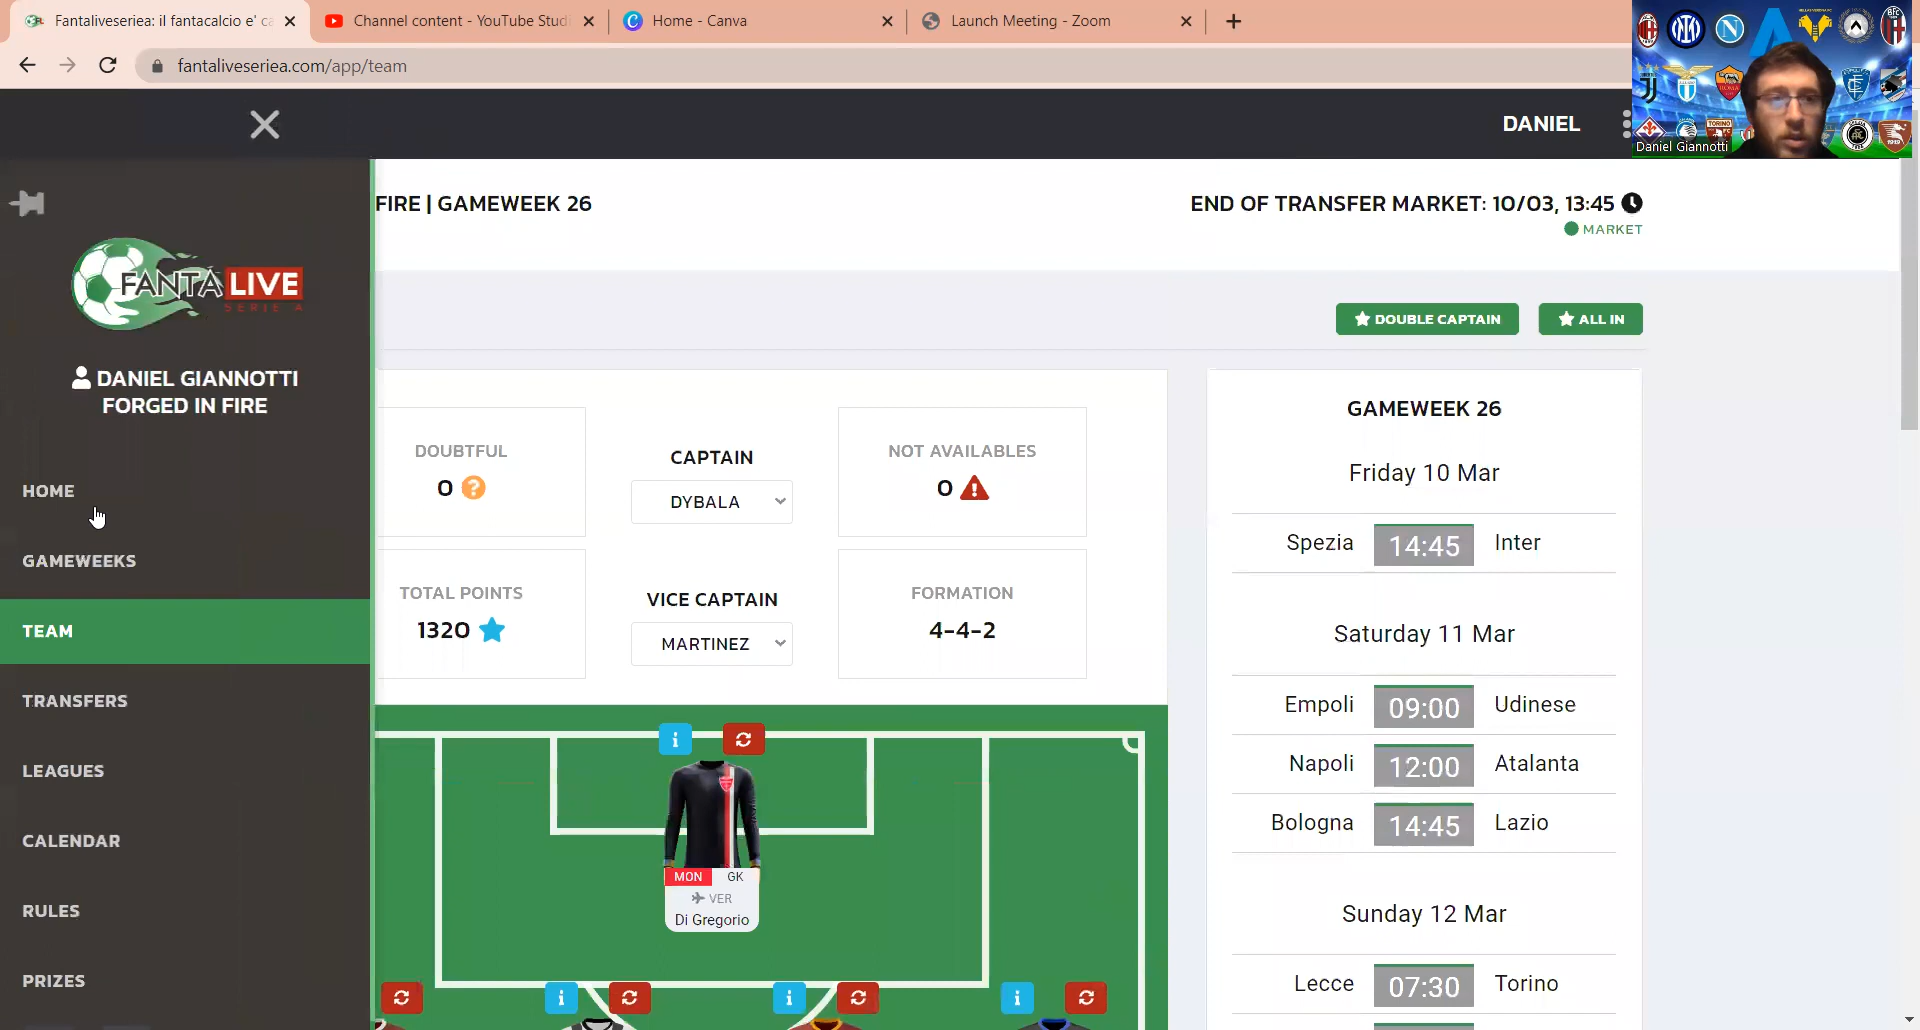 Fantaliveseriea: il fantacalcio e' ca
Channel content - YouTube Stud
Home - Canva
Launch Meeting - Zoom
fantaliveseriea.com/app/team
DANIEL
Daniel Giannotti
FIRE | GAMEWEEK 26
END OF TRANSFER MARKET: 10/03, 13:45
MARKET
FANTALIVE
SERIE A
DOUBLE CAPTAIN
ALL IN
DANIEL GIANNOTTI
FORGED IN FIRE
HOME
GAMEWEEKS
TEAM
TRANSFERS
LEAGUES
CALENDAR
RULES
PRIZES
DOUBTFUL
0
CAPTAIN
DYBALA
NOT AVAILABLES
0
TOTAL POINTS
1320
VICE CAPTAIN
MARTINEZ
FORMATION
4-4-2
MON GK
VER
Di Gregorio
GAMEWEEK 26
Friday 10 Mar
Spezia 14:45 Inter
Saturday 11 Mar
Empoli 09:00 Udinese
Napoli 12:00 Atalanta
Bologna 14:45 Lazio
Sunday 12 Mar
Lecce 07:30 Torino